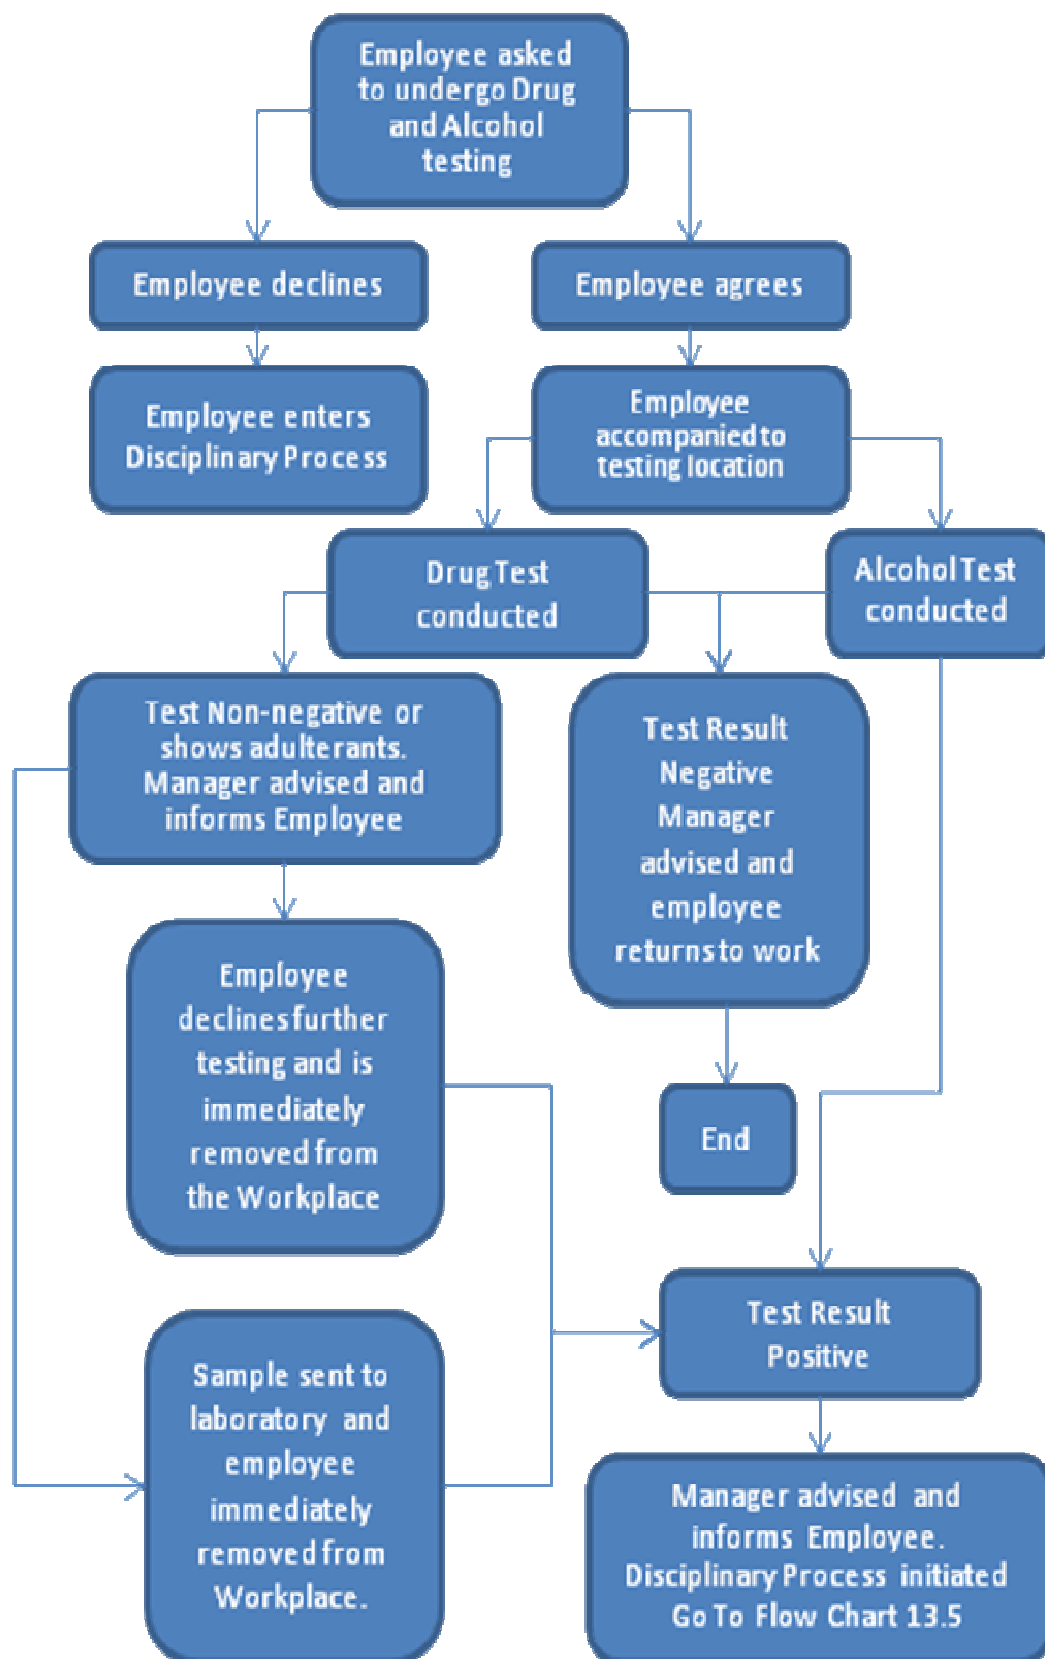 Employee asked
to undergo Drug
and Alcohol
testing
Employee declines
Employee agrees
Employee enters
Disciplinary Process
Employee
accompanied to
testing location
Drug Test
conducted
Alcohol Test
conducted
Test Non-negative or
shows adulterants.
Manager advised and
informs Employee
Test Result
Negative
Manager
advised and
employee
returns to work
Employee
declines further
testing and is
immediately
removed from
the Workplace
End
Test Result
Positive
Sample sent to
laboratory and
employee
immediately
removed from
Workplace.
Manager advised and
informs Employee.
Disciplinary Process initiated
Go To Flow Chart 13.5